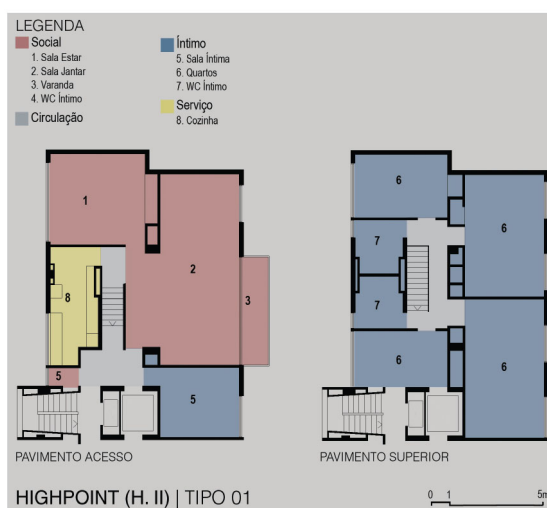 LEGENDA
Social
1. Sala Estar
2. Sala Jantar
3. Varanda
4. WC Íntimo
Circulação
Íntimo
5. Sala Íntima
6. Quartos
7. WC Íntimo
Serviço
8. Cozinha
1
2
3
8
5
5
PAVIMENTO ACESSO
6
6
7
7
6
6
PAVIMENTO SUPERIOR
HIGHPOINT (H. II) | TIPO 01
0 1 5m